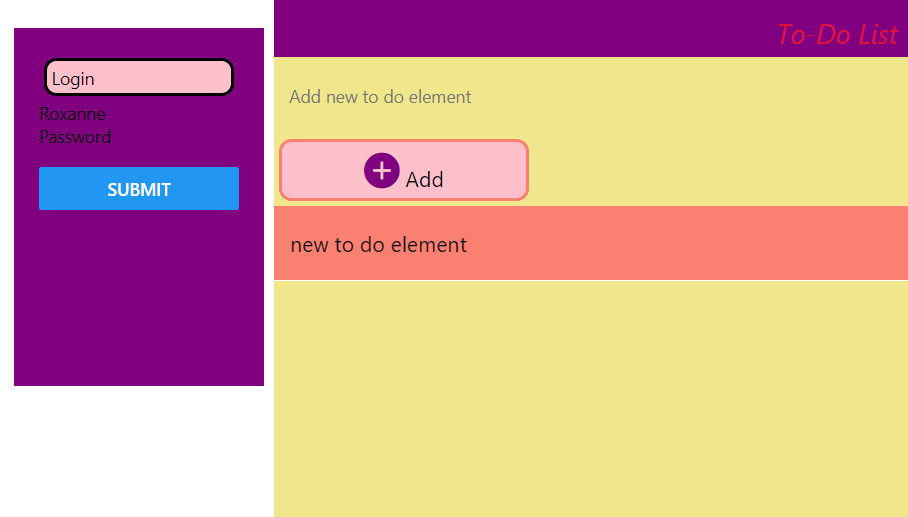 Login
Roxanne
Password
SUBMIT
To-Do List
Add new to do element
Add
new to do element